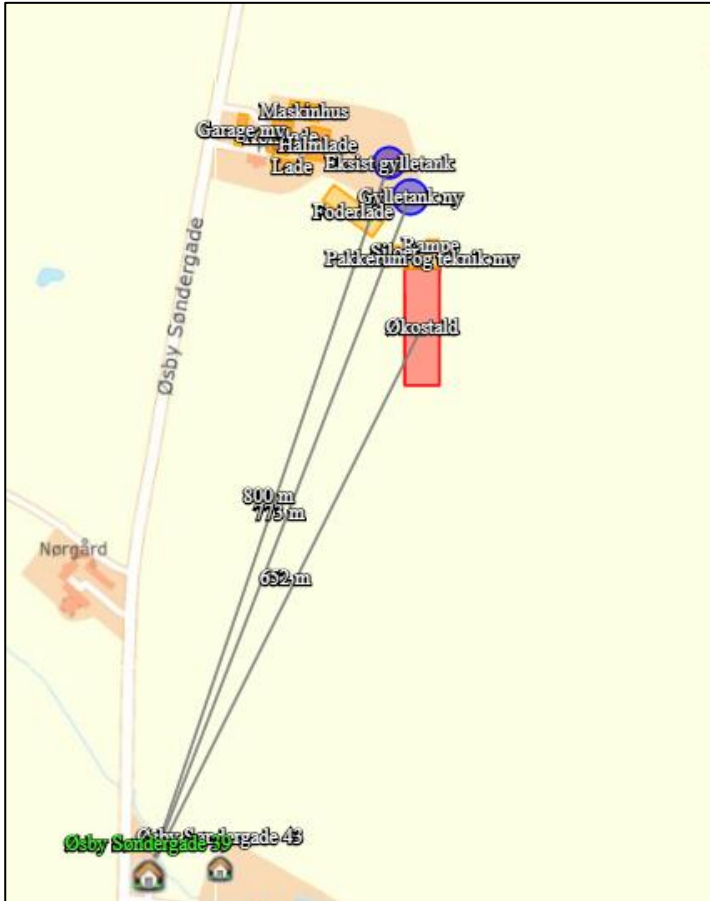 Maskinhus
Garage mv
Halmlade
Lade
Eksist gylletank
Gylletank ny
Foderlade
Rampe
Pakkerum og teknik mv
Økostald
Øsby Søndergade
800 m
773 m
652 m
Nørgård
Øsby Søndergade 43
Øsby Søndergade 39